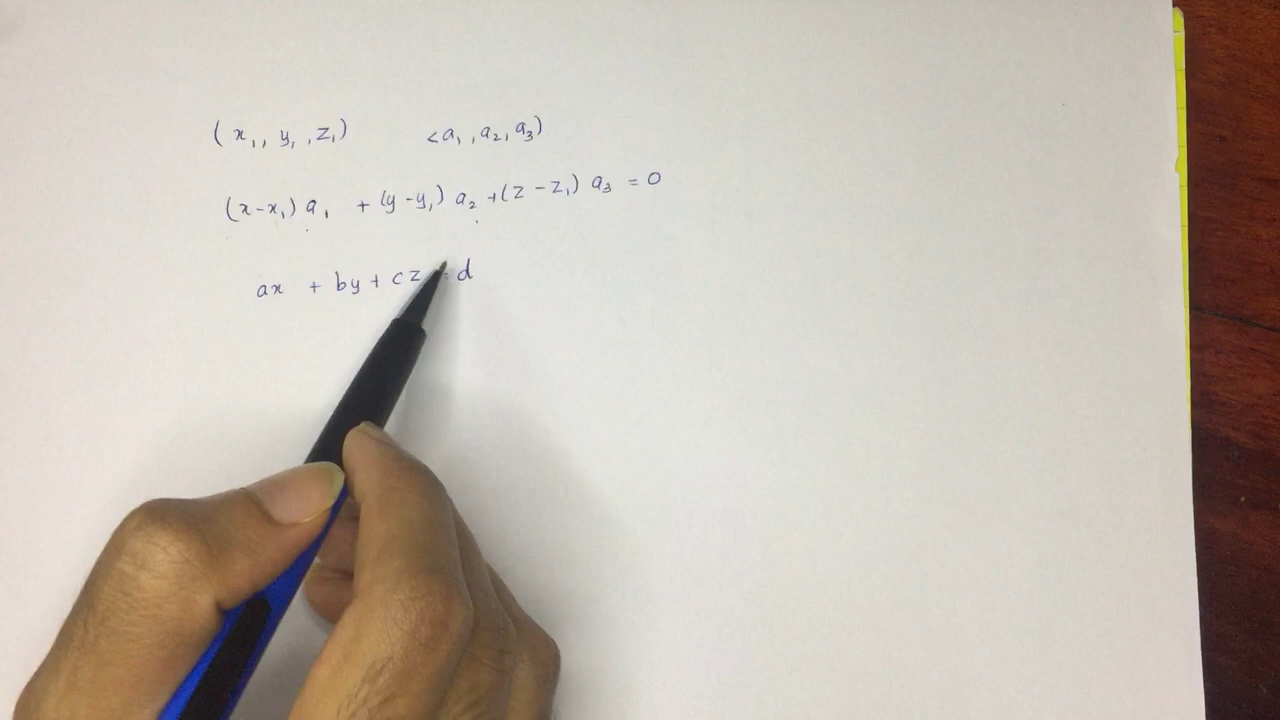 (x₁, y₁, z₁) <a₁, a₂, a₃)
(x-x₁) a₁ + (y-y₁) a₂ + (z-z₁) a₃ = 0
ax + by + cz = d